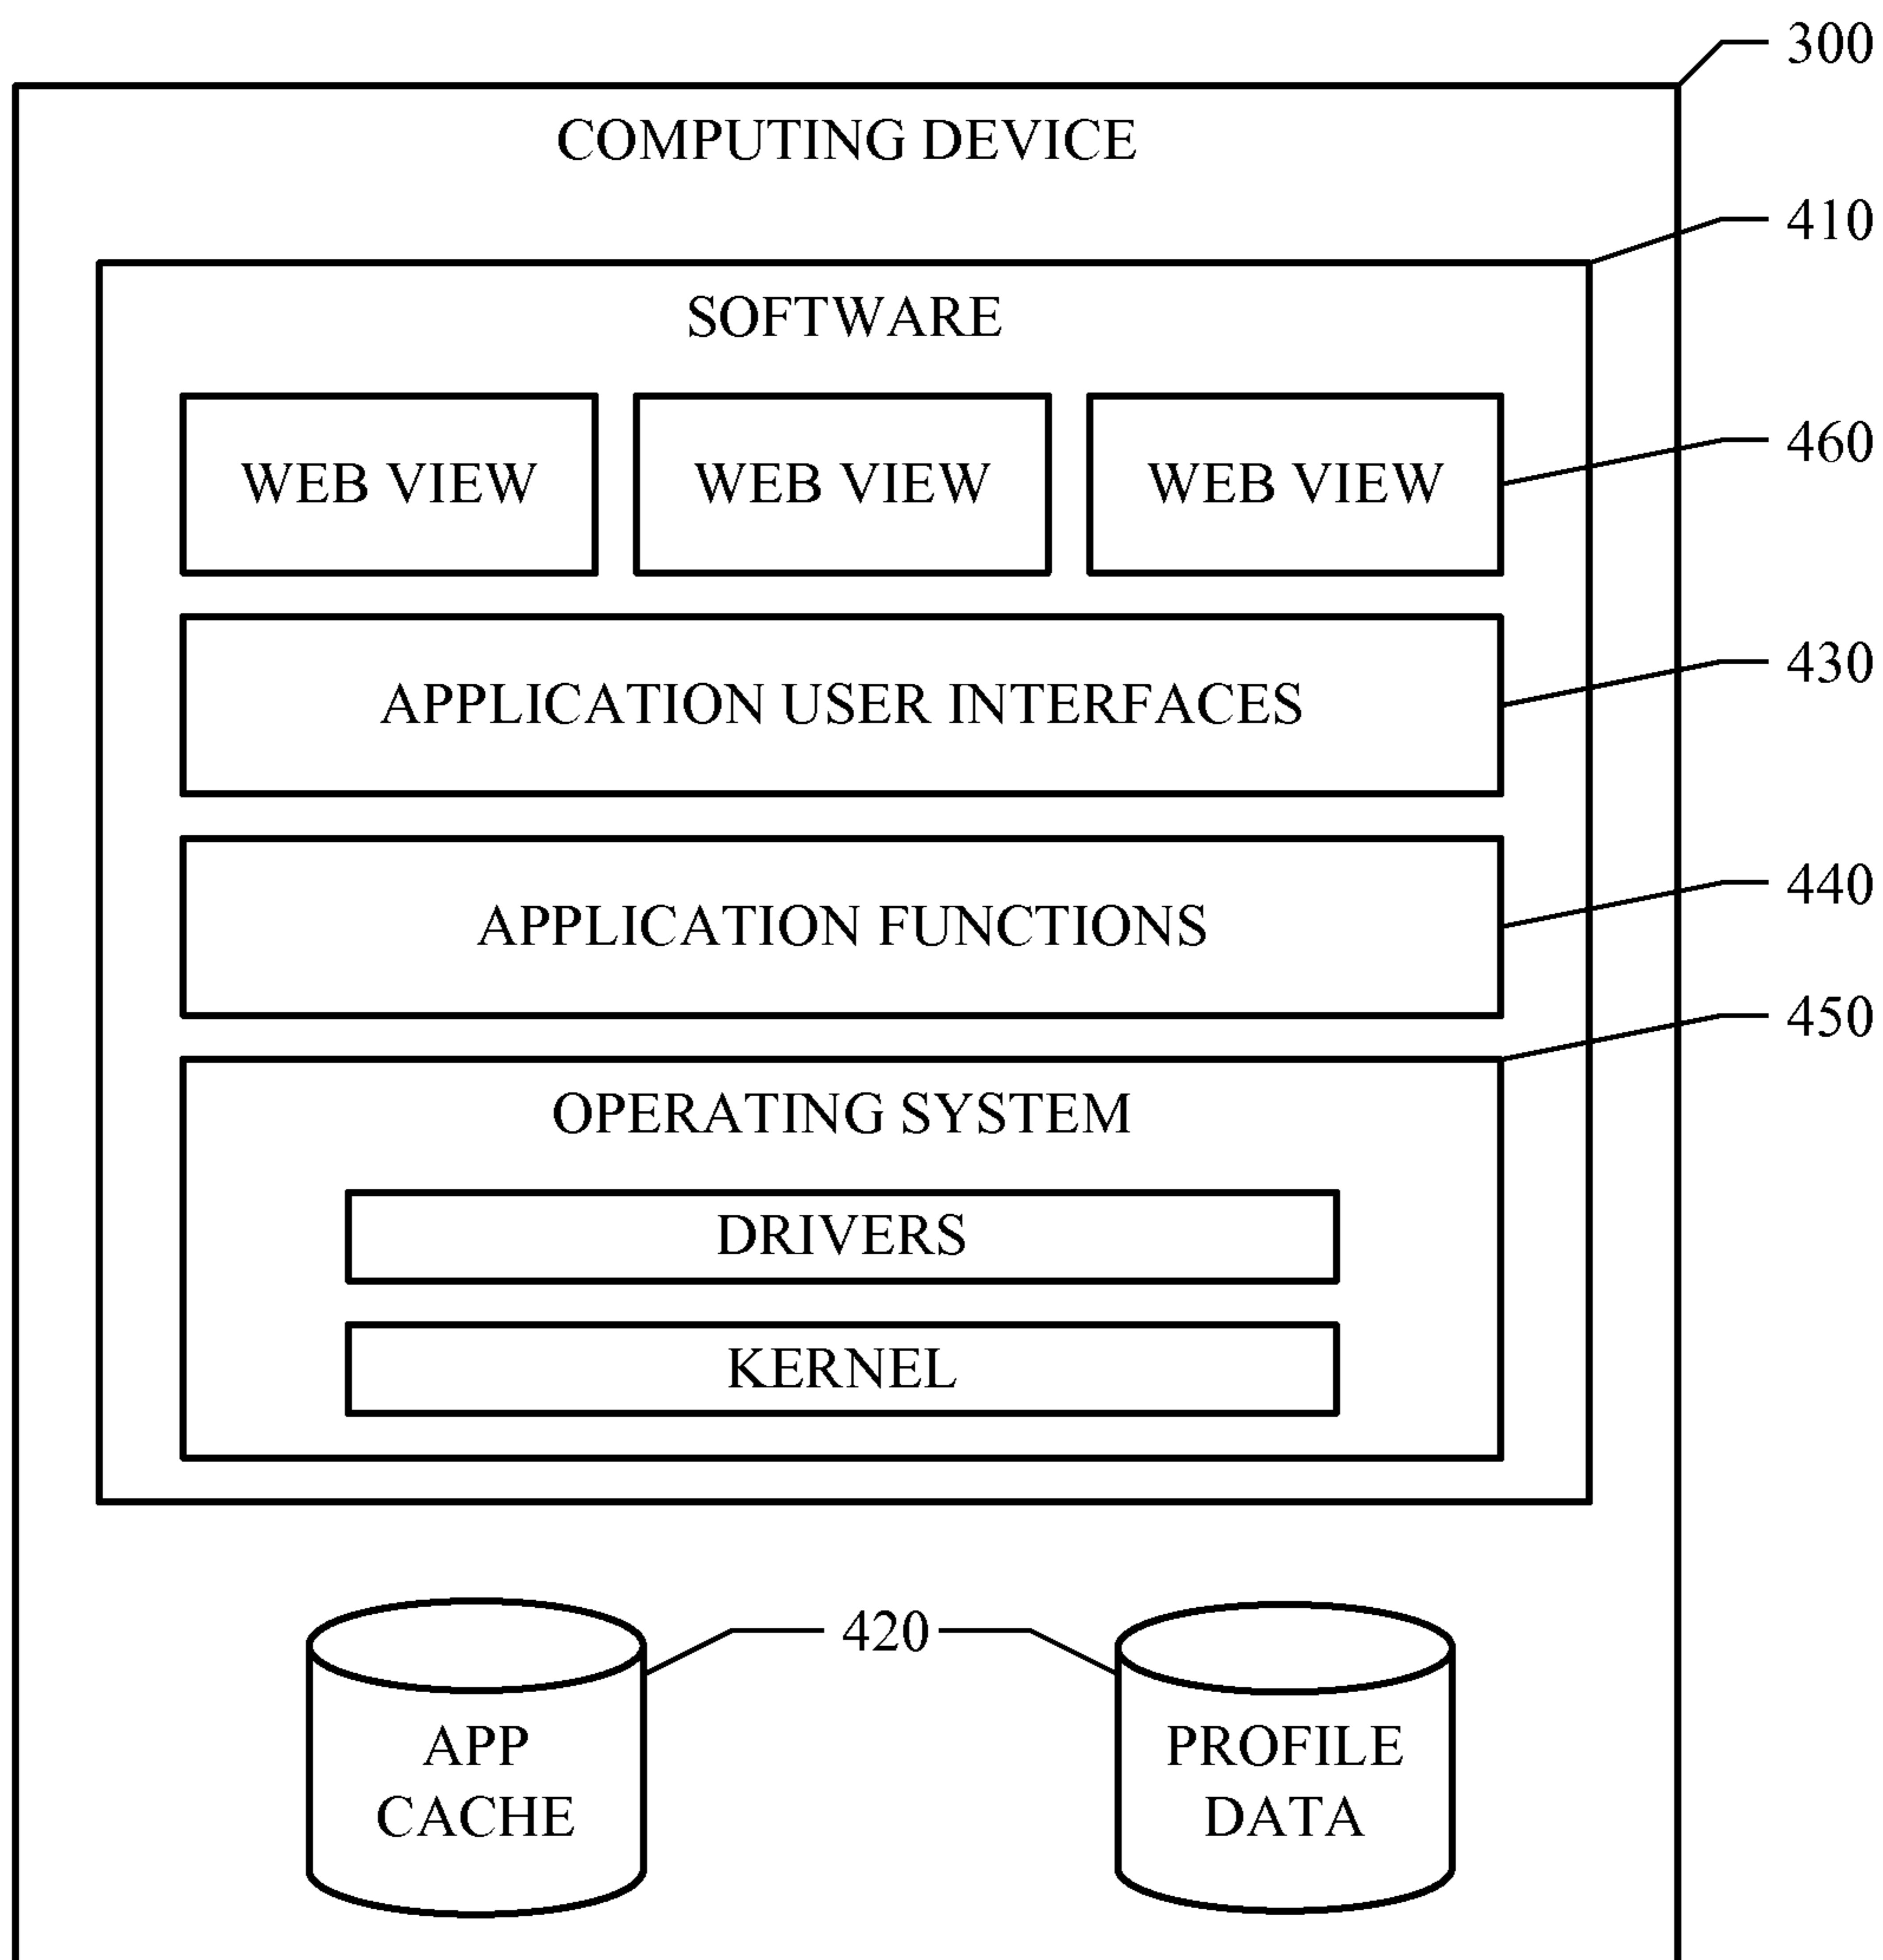 300
COMPUTING DEVICE
410
SOFTWARE
460
WEB VIEW WEB VIEW WEB VIEW
430
APPLICATION USER INTERFACES
440
APPLICATION FUNCTIONS
450
OPERATING SYSTEM
DRIVERS
KERNEL
420
APP
CACHE
PROFILE
DATA